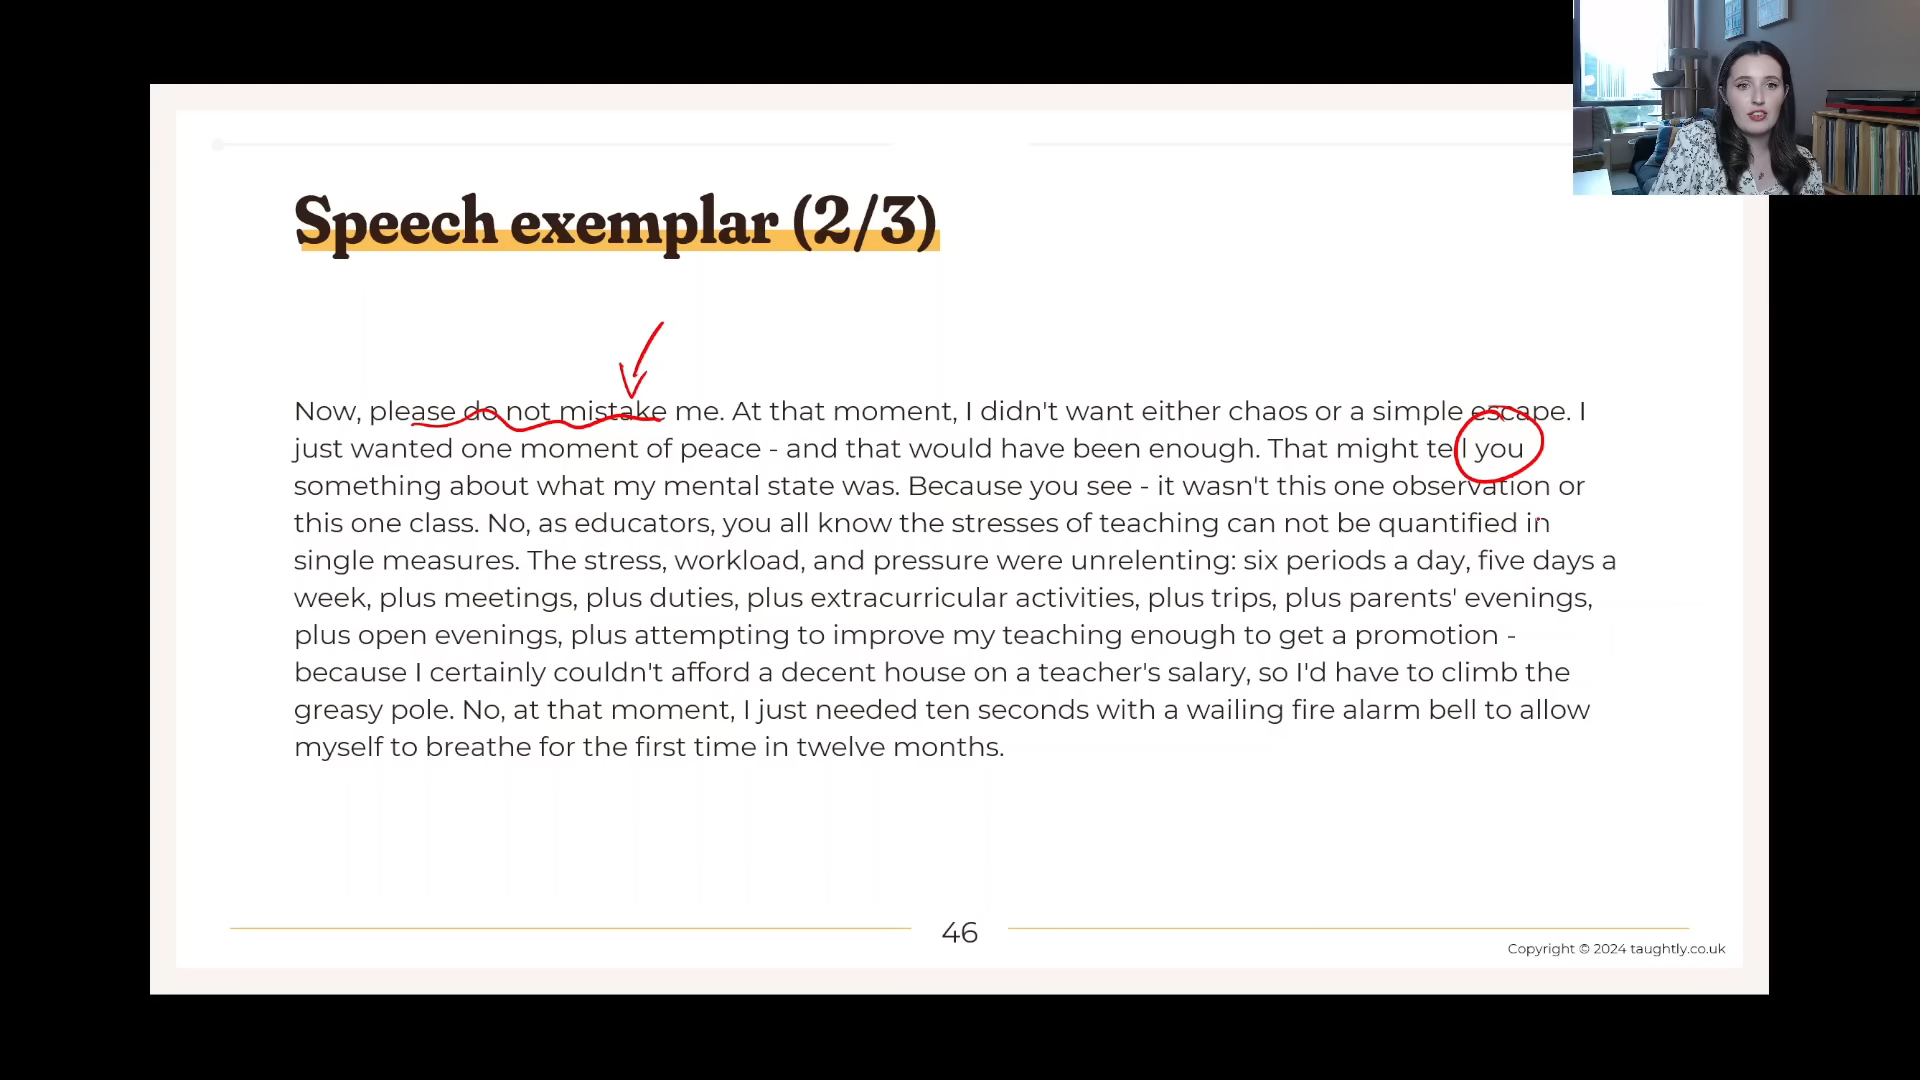 Speech exemplar (2/3)
Now, please do not mistake me. At that moment, I didn't want either chaos or a simple escape. I
just wanted one moment of peace - and that would have been enough. That might tell you
something about what my mental state was. Because you see - it wasn't this one observation or
this one class. No, as educators, you all know the stresses of teaching can not be quantified in
single measures. The stress, workload, and pressure were unrelenting: six periods a day, five days a
week, plus meetings, plus duties, plus extracurricular activities, plus trips, plus parents' evenings,
plus open evenings, plus attempting to improve my teaching enough to get a promotion -
because I certainly couldn't afford a decent house on a teacher's salary, so I'd have to climb the
greasy pole. No, at that moment, I just needed ten seconds with a wailing fire alarm bell to allow
myself to breathe for the first time in twelve months.
46
Copyright © 2024 taughtly.co.uk